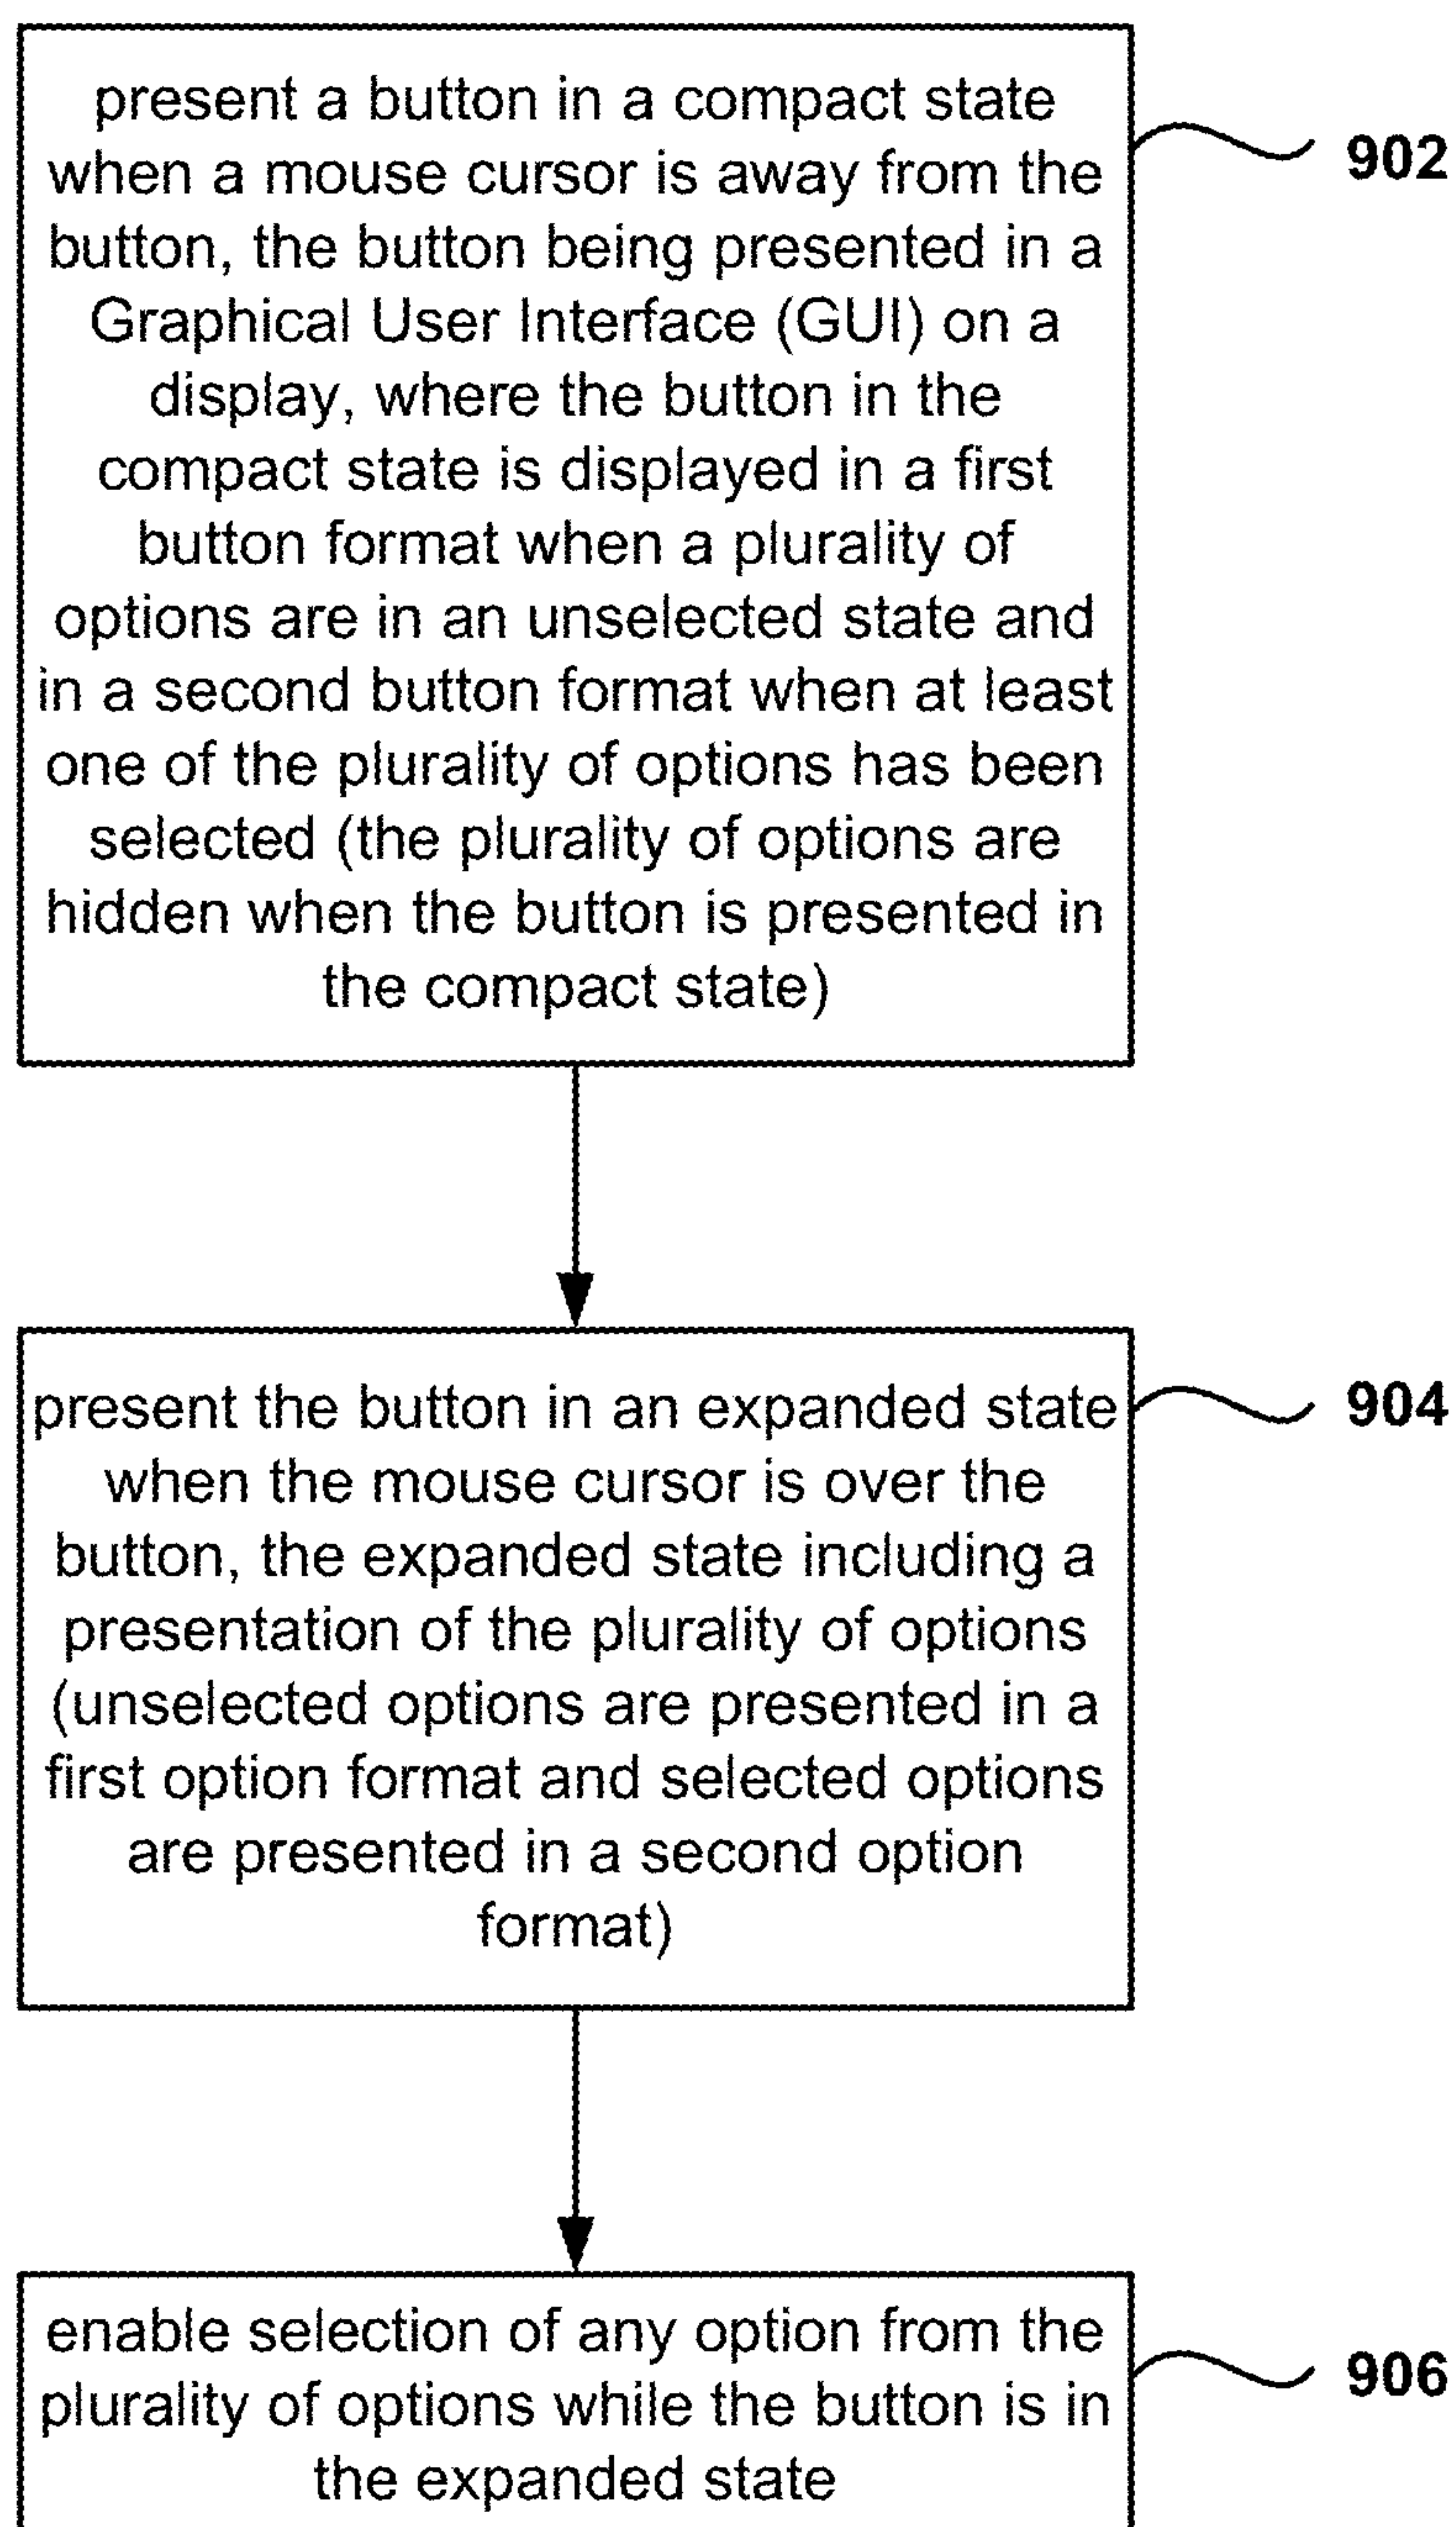 present a button in a compact state
when a mouse cursor is away from the
button, the button being presented in a
Graphical User Interface (GUI) on a
display, where the button in the
compact state is displayed in a first
button format when a plurality of
options are in an unselected state and
in a second button format when at least
one of the plurality of options has been
selected (the plurality of options are
hidden when the button is presented in
the compact state)
902
present the button in an expanded state
when the mouse cursor is over the
button, the expanded state including a
presentation of the plurality of options
(unselected options are presented in a
first option format and selected options
are presented in a second option
format)
904
enable selection of any option from the
plurality of options while the button is in
the expanded state
906